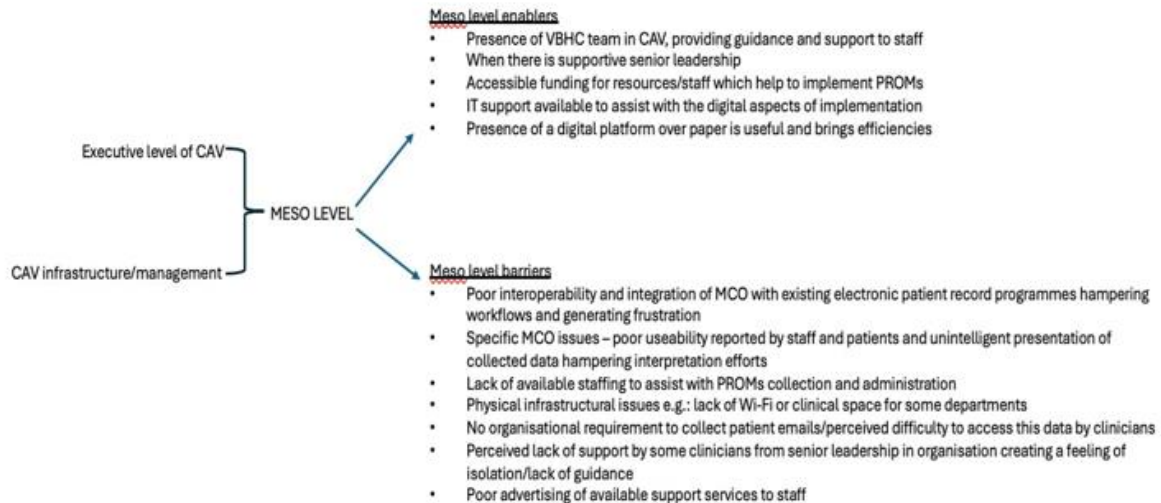 Meso level enablers
• Presence of VBHC team in CAV, providing guidance and support to staff
• When there is supportive senior leadership
• Accessible funding for resources/staff which help to implement PROMs
• IT support available to assist with the digital aspects of implementation
• Presence of a digital platform over paper is useful and brings efficiencies
Executive level of CAV
MESO LEVEL
CAV infrastructure/management
Meso level barriers
• Poor interoperability and integration of MCO with existing electronic patient record programmes hampering
workflows and generating frustration
• Specific MCO issues – poor useability reported by staff and patients and unintelligent presentation of
collected data hampering interpretation efforts
• Lack of available staffing to assist with PROMs collection and administration
• Physical infrastructural issues e.g.: lack of Wi-Fi or clinical space for some departments
• No organisational requirement to collect patient emails/perceived difficulty to access this data by clinicians
• Perceived lack of support by some clinicians from senior leadership in organisation creating a feeling of
isolation/lack of guidance
• Poor advertising of available support services to staff